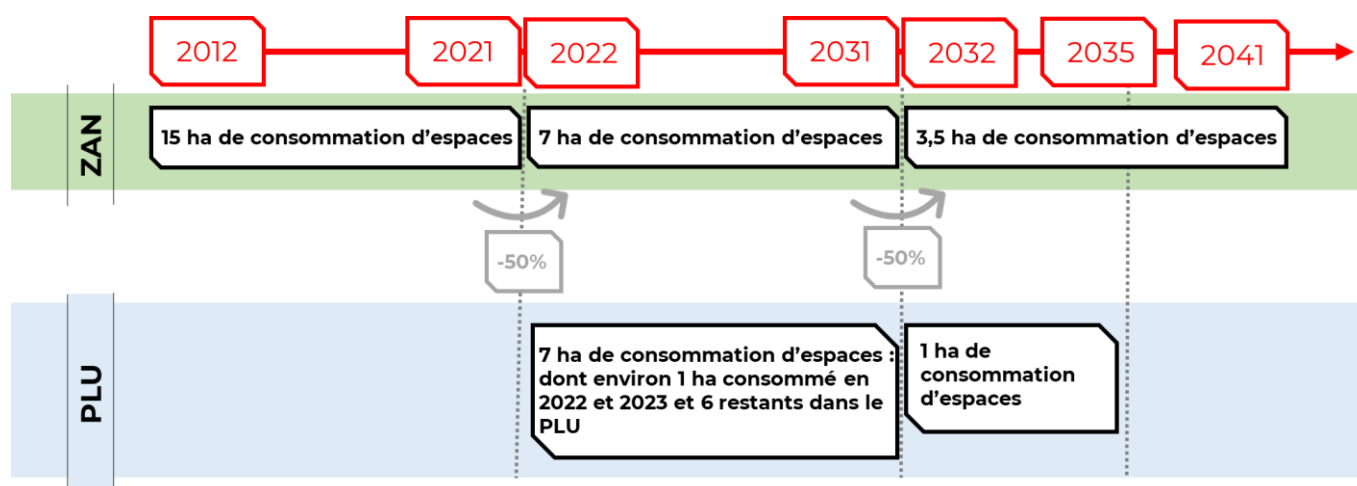 2012
2021
2022
2031
2032
2035
2041
ZAN
15 ha de consommation d’espaces
7 ha de consommation d’espaces
3,5 ha de consommation d’espaces
-50%
-50%
PLU
7 ha de consommation d’espaces :
dont environ 1 ha consommé en
2022 et 2023 et 6 restants dans le
PLU
1 ha de
consommation
d’espaces